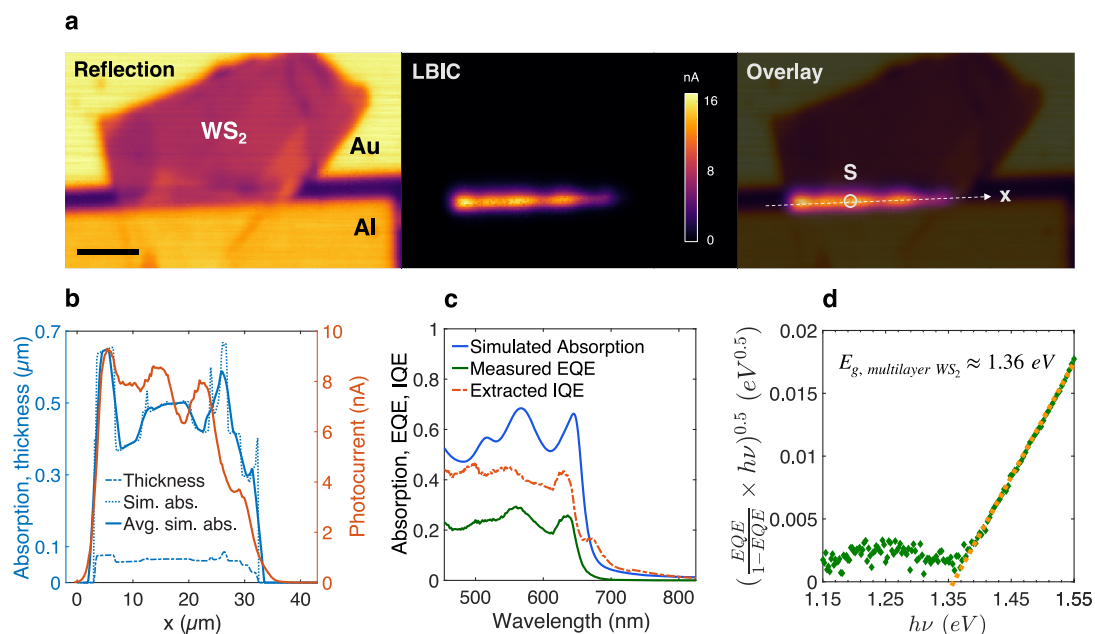 a
Reflection
WS2
Au
Al
LBIC
nA
16
8
0
Overlay
S
x
b
0.7
0.5
0.3
0.1
0
Absorption, thickness (μm)
Thickness
Sim. abs.
Avg. sim. abs.
10
8
6
4
2
0
Photocurrent (nA)
0 10 20 30 40
x (μm)
c
1
0.8
0.6
0.4
0.2
0
Absorption, EQE, IQE
Simulated Absorption
Measured EQE
Extracted IQE
500 600 700 800
Wavelength (nm)
d
0.02
0.015
0.01
0.005
0
(EQE/1−EQE × hν)^0.5 (eV^0.5)
Eg, multilayer WS2 ≈ 1.36 eV
1.15 1.25 1.35 1.45 1.55
hν (eV)